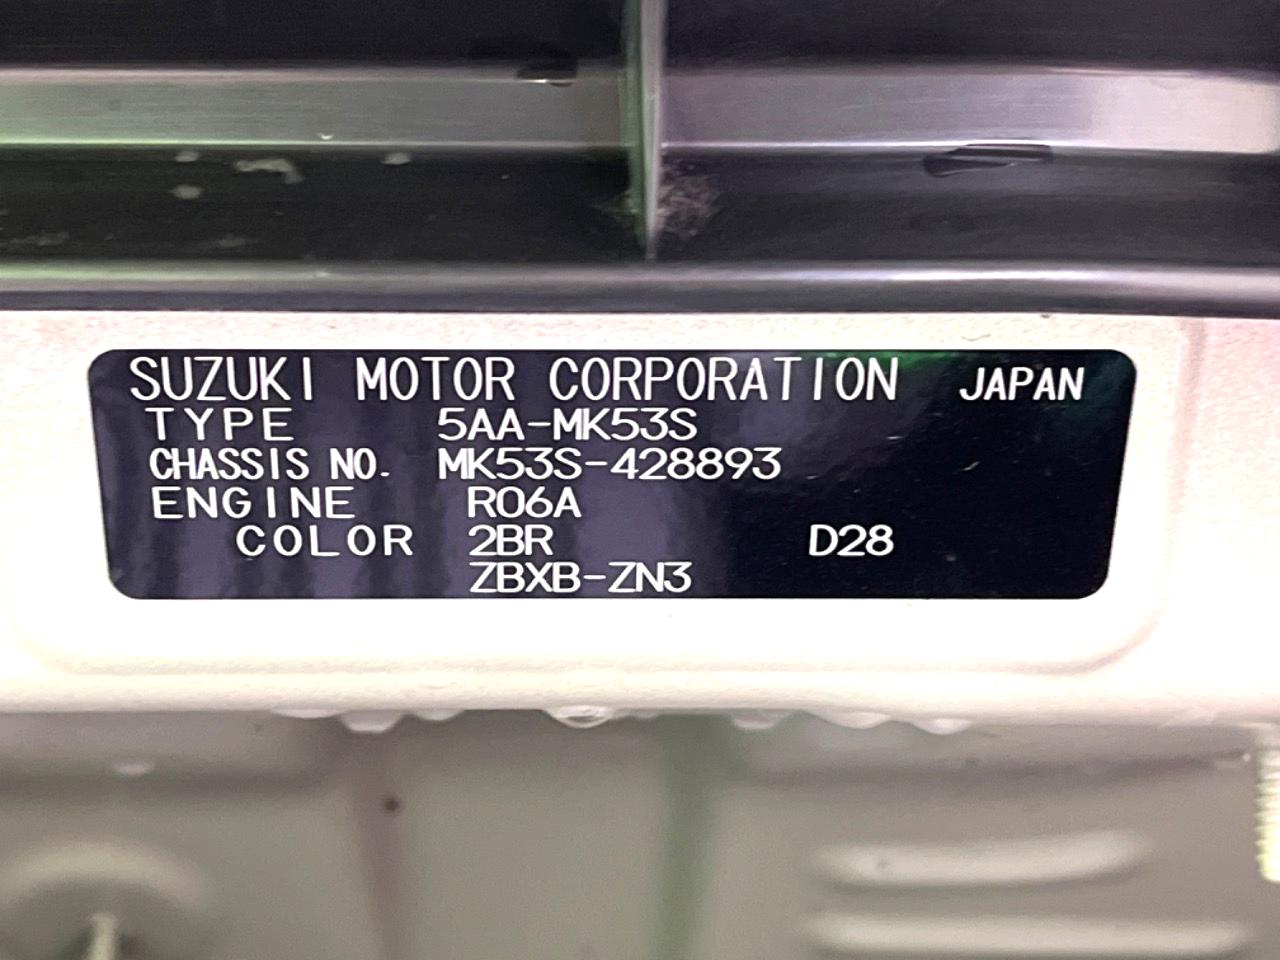 SUZUKI MOTOR CORPORATION JAPAN
TYPE 5AA-MK53S
CHASSIS NO. MK53S-428893
ENGINE R06A
COLOR 2BR D28
ZBXB-ZN3